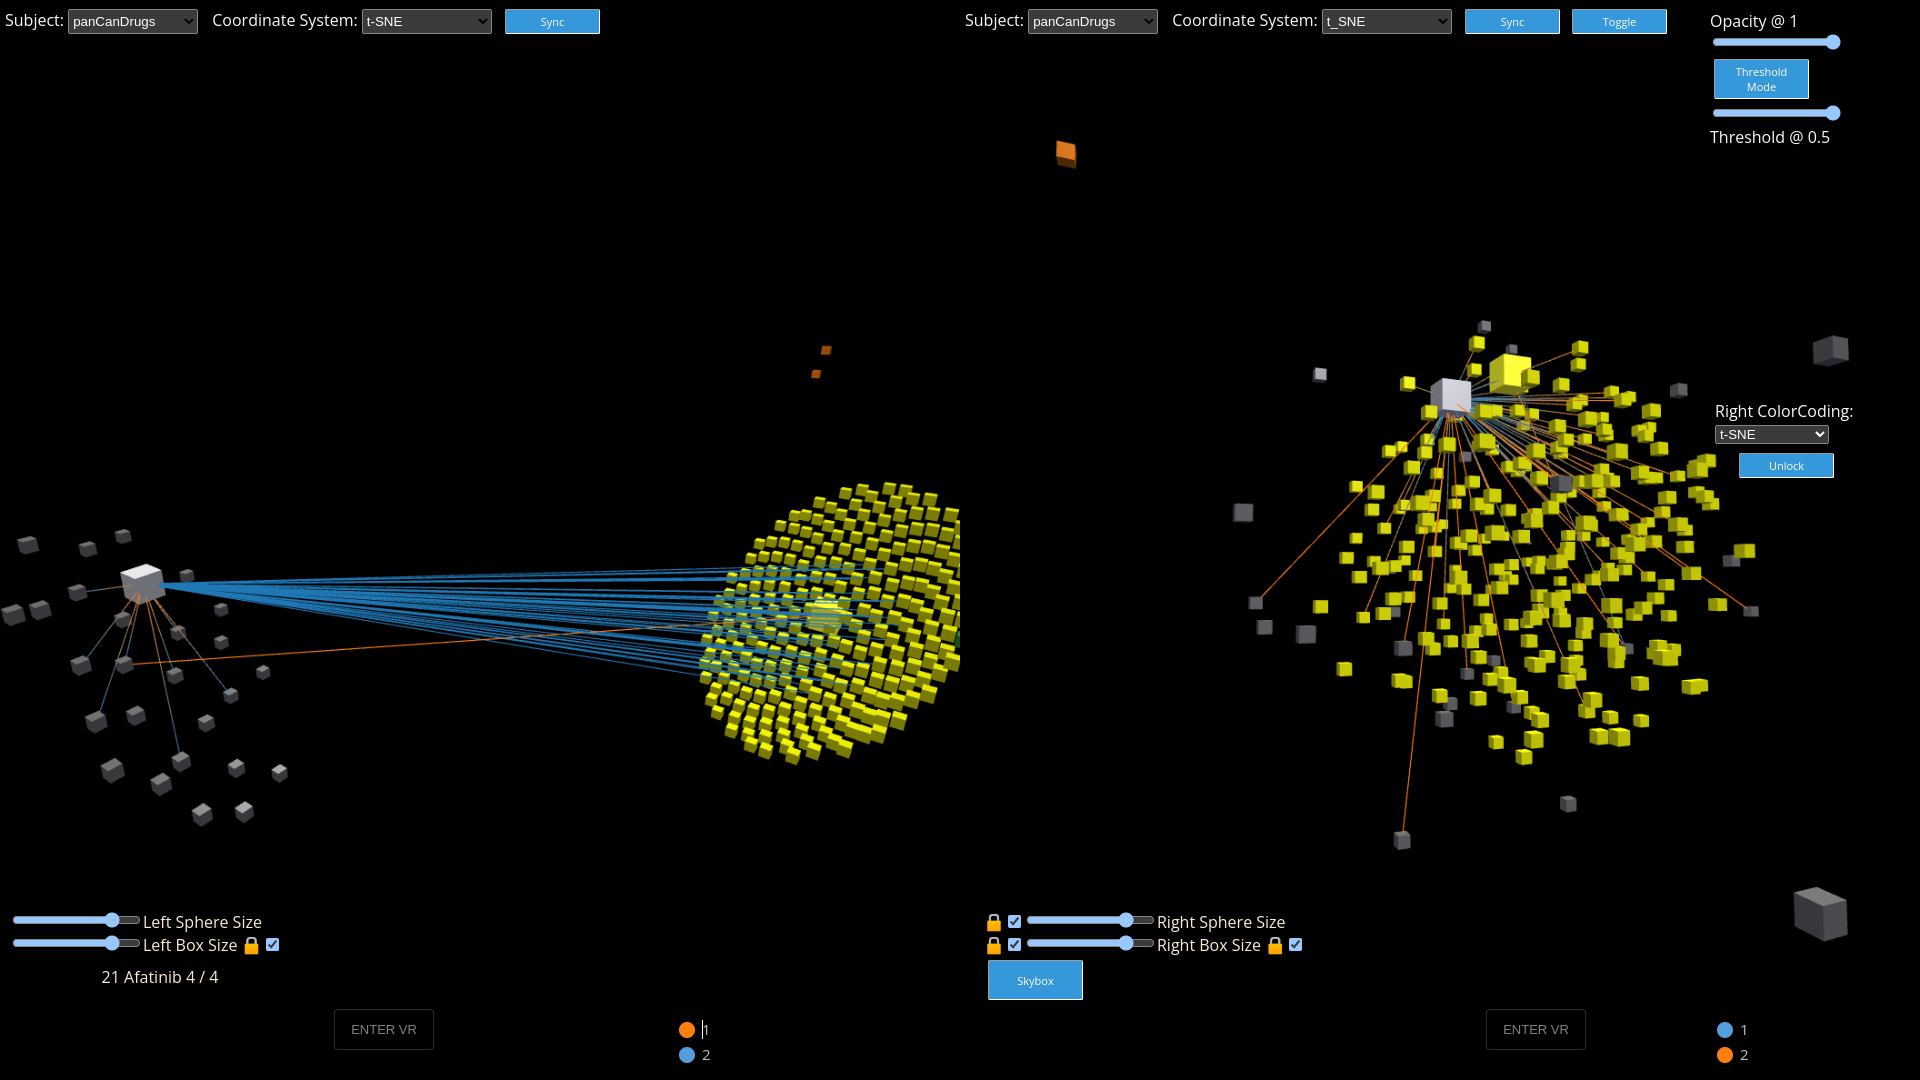 Subject: panCanDrugs Coordinate System: t-SNE Sync
Subject: panCanDrugs Coordinate System: t_SNE Sync Toggle
Opacity @ 1
Threshold
Mode
Threshold @ 0.5
Right ColorCoding:
t-SNE
Unlock
Left Sphere Size
Left Box Size
21 Afatinib 4 / 4
Right Sphere Size
Right Box Size
Skybox
ENTER VR
1
2
ENTER VR
1
2